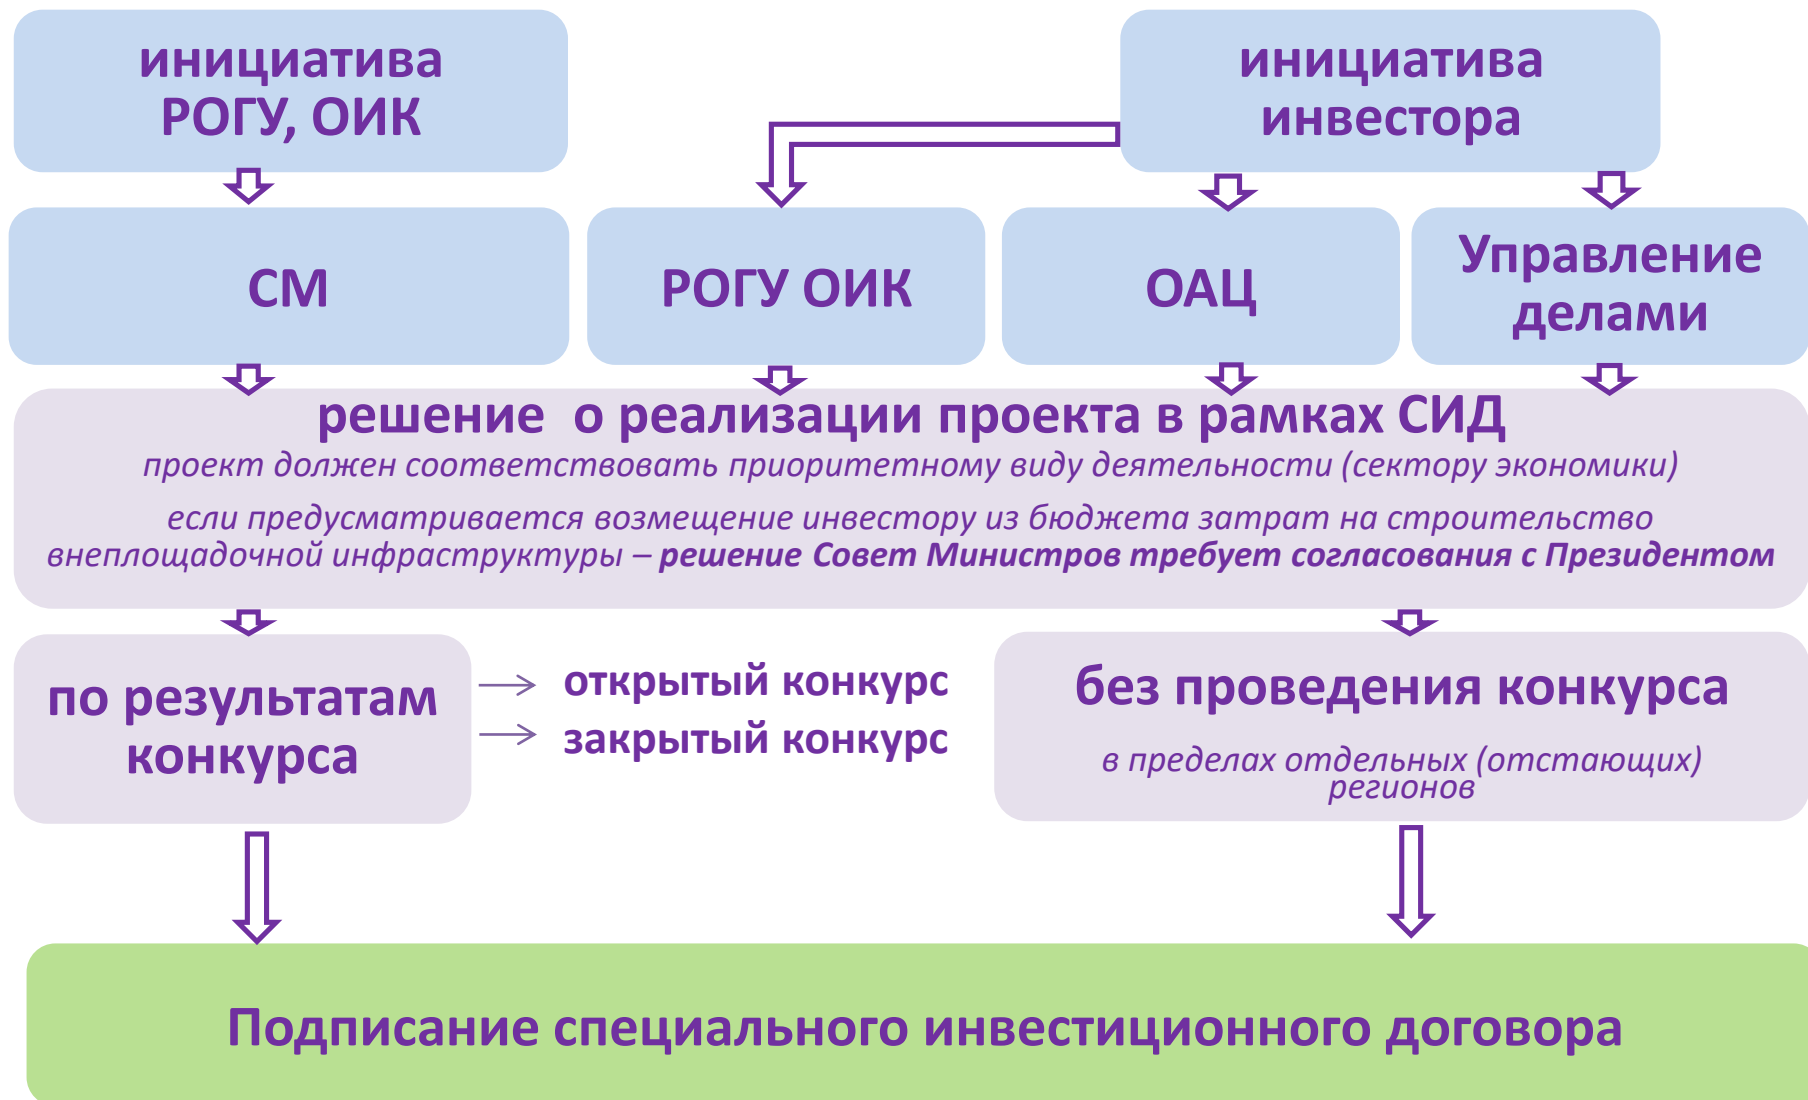 инициатива
РОГУ, ОИК
инициатива
инвестора
СМ
РОГУ ОИК
ОАЦ
Управление
делами
решение о реализации проекта в рамках СИД
проект должен соответствовать приоритетному виду деятельности (сектору экономики)
если предусматривается возмещение инвестору из бюджета затрат на строительство
внеплощадочной инфраструктуры – решение Совет Министров требует согласования с Президентом
по результатам
конкурса
открытый конкурс
закрытый конкурс
без проведения конкурса
в пределах отдельных (отстающих)
регионов
Подписание специального инвестиционного договора